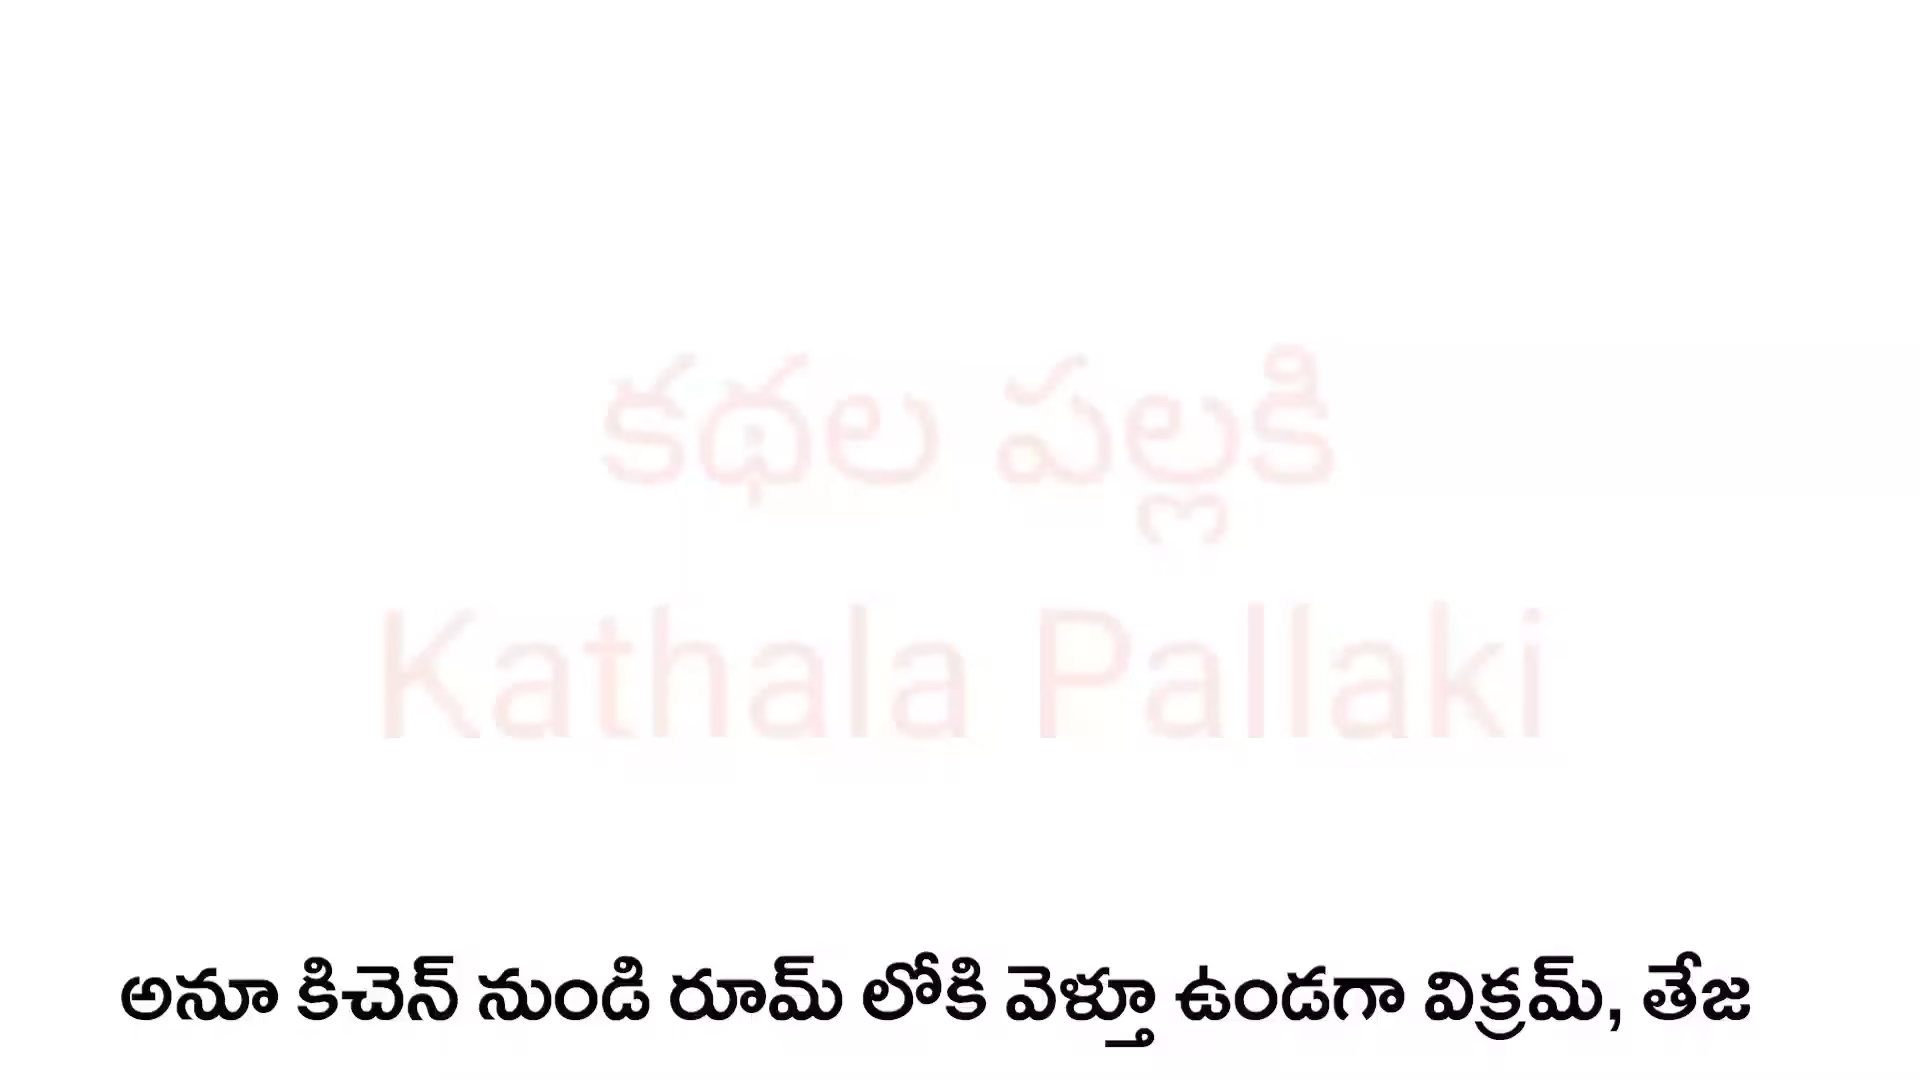 కథల పల్లకి
Kathala Pallaki
అనూ కిచెన్ నుండి రూమ్ లోకి వెళ్తూ ఉండగా విక్రమ్, తేజ